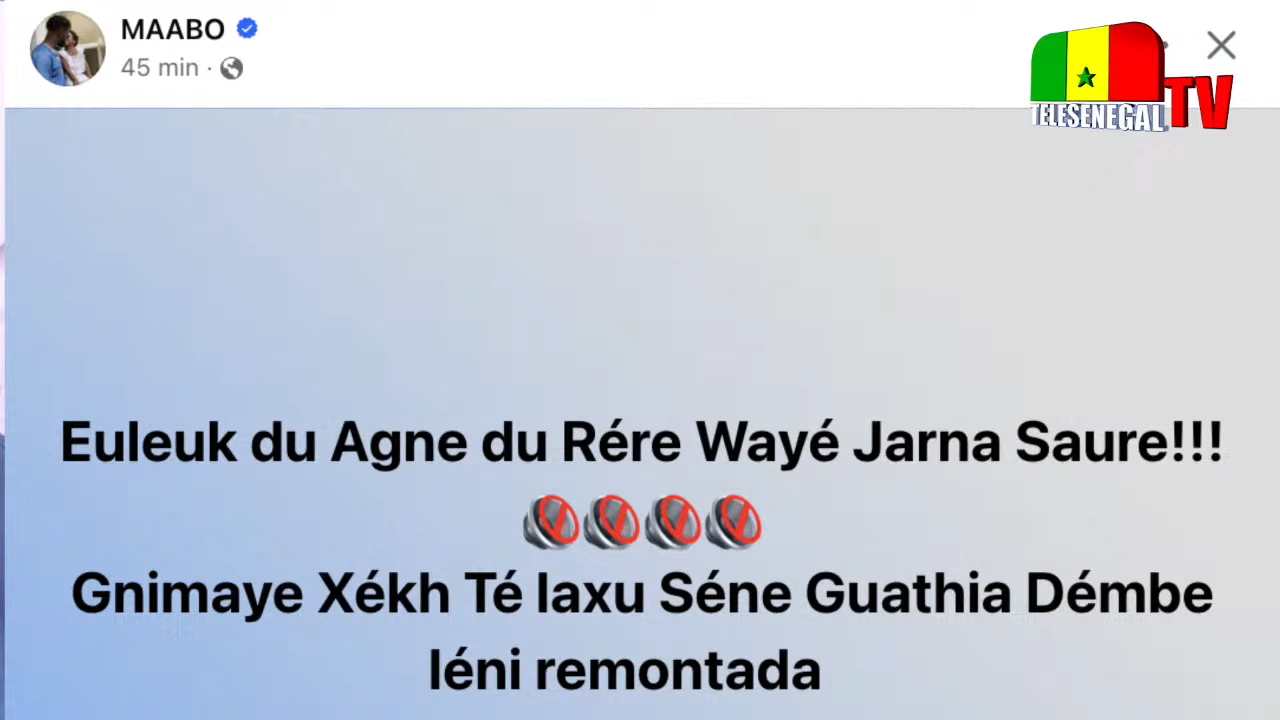 MAABO
45 min ·
TELESENEGAL TV
Euleuk du Agne du Rére Wayé Jarna Saure!!!
🔇🔇🔇🔇
Gnimaye Xékh Té laxu Séne Guathia Démbe
léni remontada